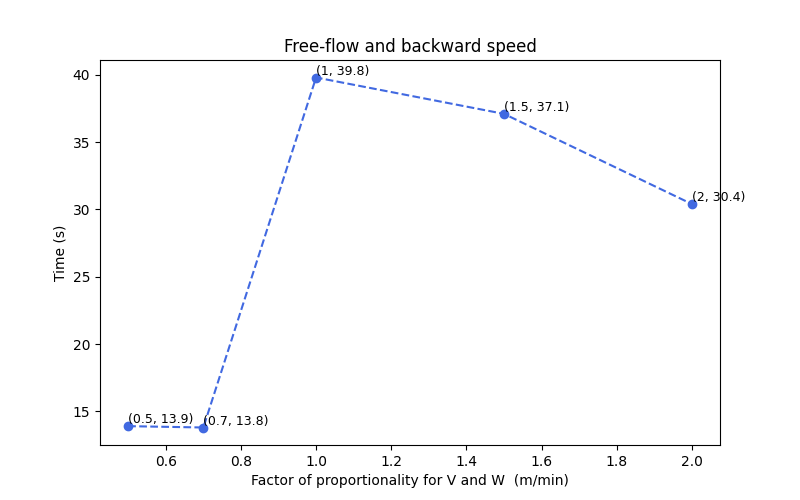 Free-flow and backward speed
40
35
30
25
20
15
Time (s)
(0.5, 13.9)
(0.7, 13.8)
(1, 39.8)
(1.5, 37.1)
(2, 30.4)
0.6 0.8 1.0 1.2 1.4 1.6 1.8 2.0
Factor of proportionality for V and W (m/min)